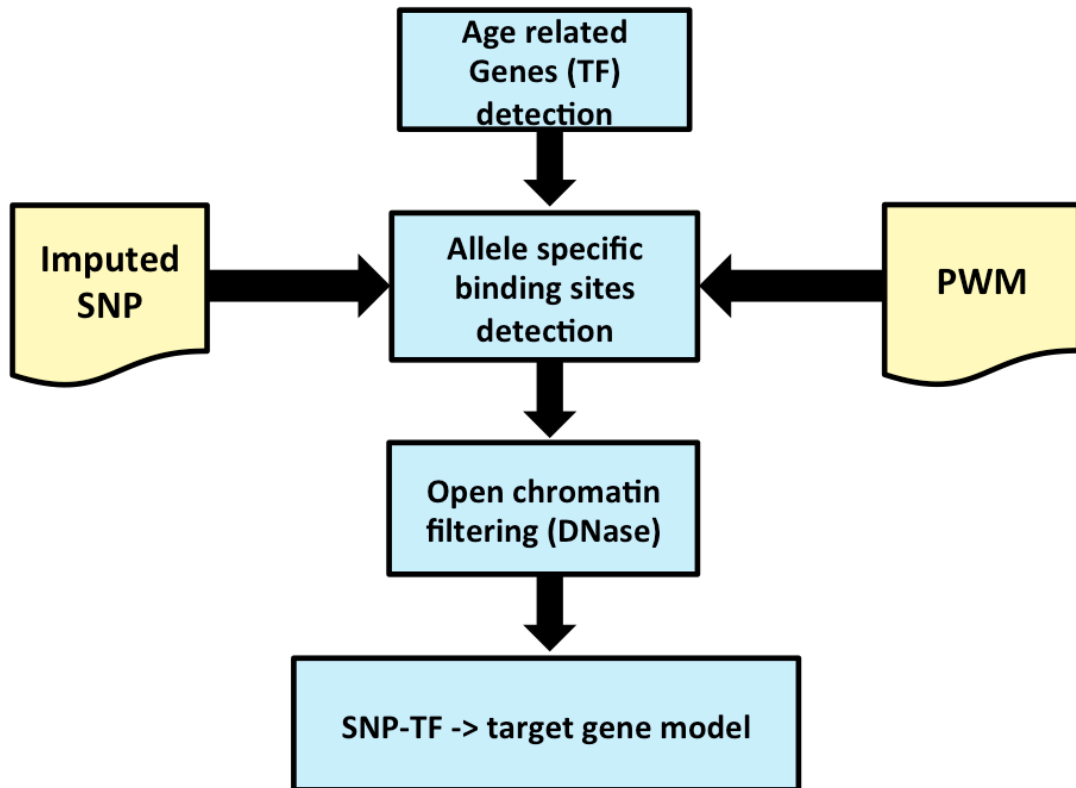 Age related
Genes (TF)
detection
Imputed
SNP
Allele specific
binding sites
detection
PWM
Open chromatin
filtering (DNase)
SNP-TF -> target gene model